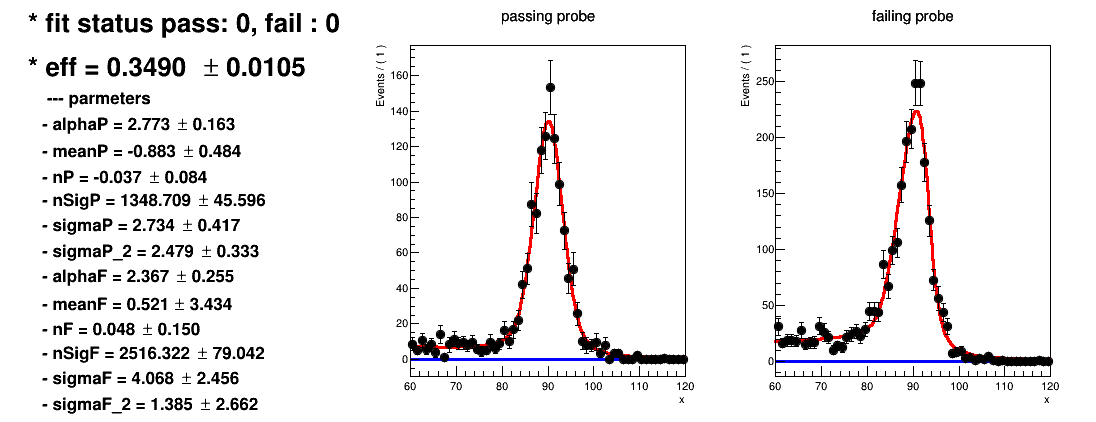 * fit status pass: 0, fail : 0
* eff = 0.3490 ± 0.0105
--- parmeters
- alphaP = 2.773 ± 0.163
- meanP = -0.883 ± 0.484
- nP = -0.037 ± 0.084
- nSigP = 1348.709 ± 45.596
- sigmaP = 2.734 ± 0.417
- sigmaP_2 = 2.479 ± 0.333
- alphaF = 2.367 ± 0.255
- meanF = 0.521 ± 3.434
- nF = 0.048 ± 0.150
- nSigF = 2516.322 ± 79.042
- sigmaF = 4.068 ± 2.456
- sigmaF_2 = 1.385 ± 2.662
passing probe
Events / ( 1 )
160
140
120
100
80
60
40
20
0
60 70 80 90 100 110 120
x
failing probe
Events / ( 1 )
250
200
150
100
50
0
60 70 80 90 100 110 120
x